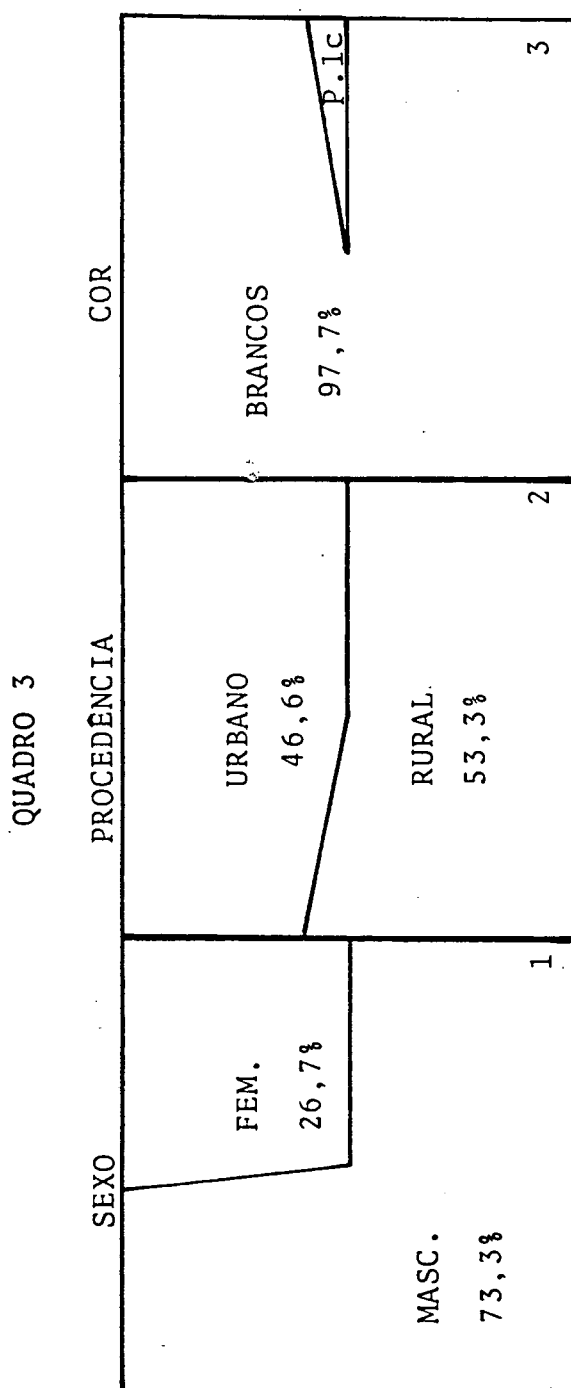 QUADRO 3
SEXO
PROCEDÊNCIA
COR
FEM.
26,7%
MASC.
73,3%
1
URBANO
46,6%
RURAL
53,3%
2
BRANCOS
97,7%
P.1c
3